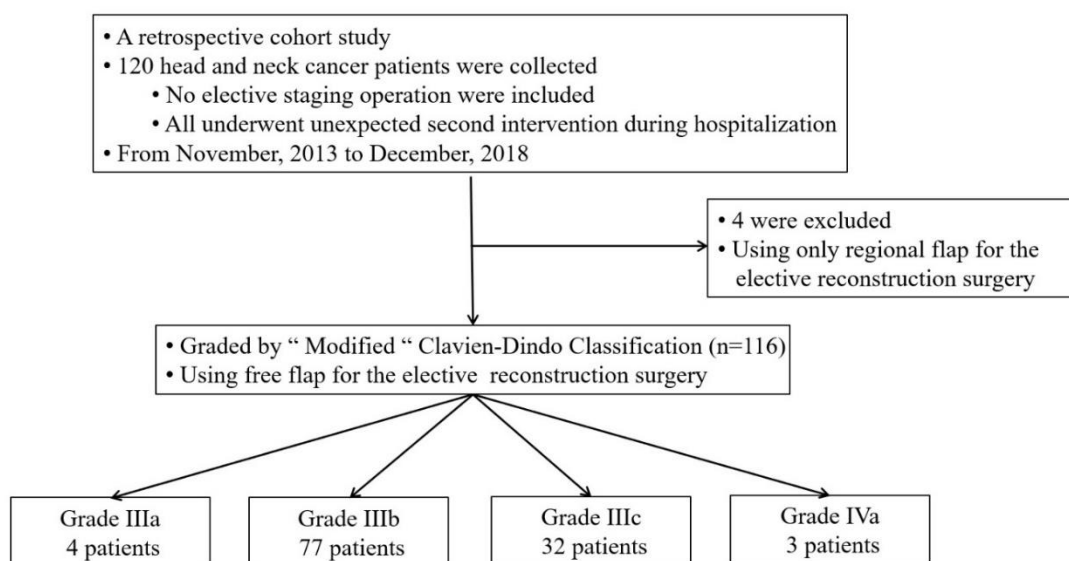 • A retrospective cohort study
• 120 head and neck cancer patients were collected
• No elective staging operation were included
• All underwent unexpected second intervention during hospitalization
• From November, 2013 to December, 2018
• 4 were excluded
• Using only regional flap for the
elective reconstruction surgery
• Graded by “ Modified “ Clavien-Dindo Classification (n=116)
• Using free flap for the elective reconstruction surgery
Grade IIIa
4 patients
Grade IIIb
77 patients
Grade IIIc
32 patients
Grade IVa
3 patients